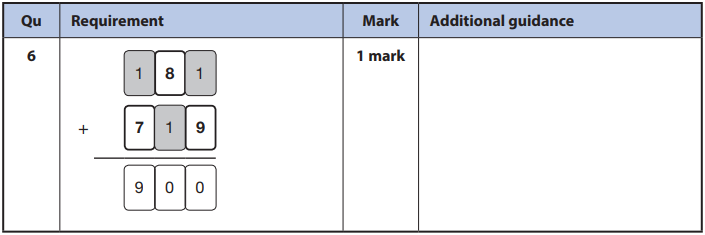 Qu Requirement Mark Additional guidance
6 1 mark
1 8 1
+ 7 1 9
9 0 0